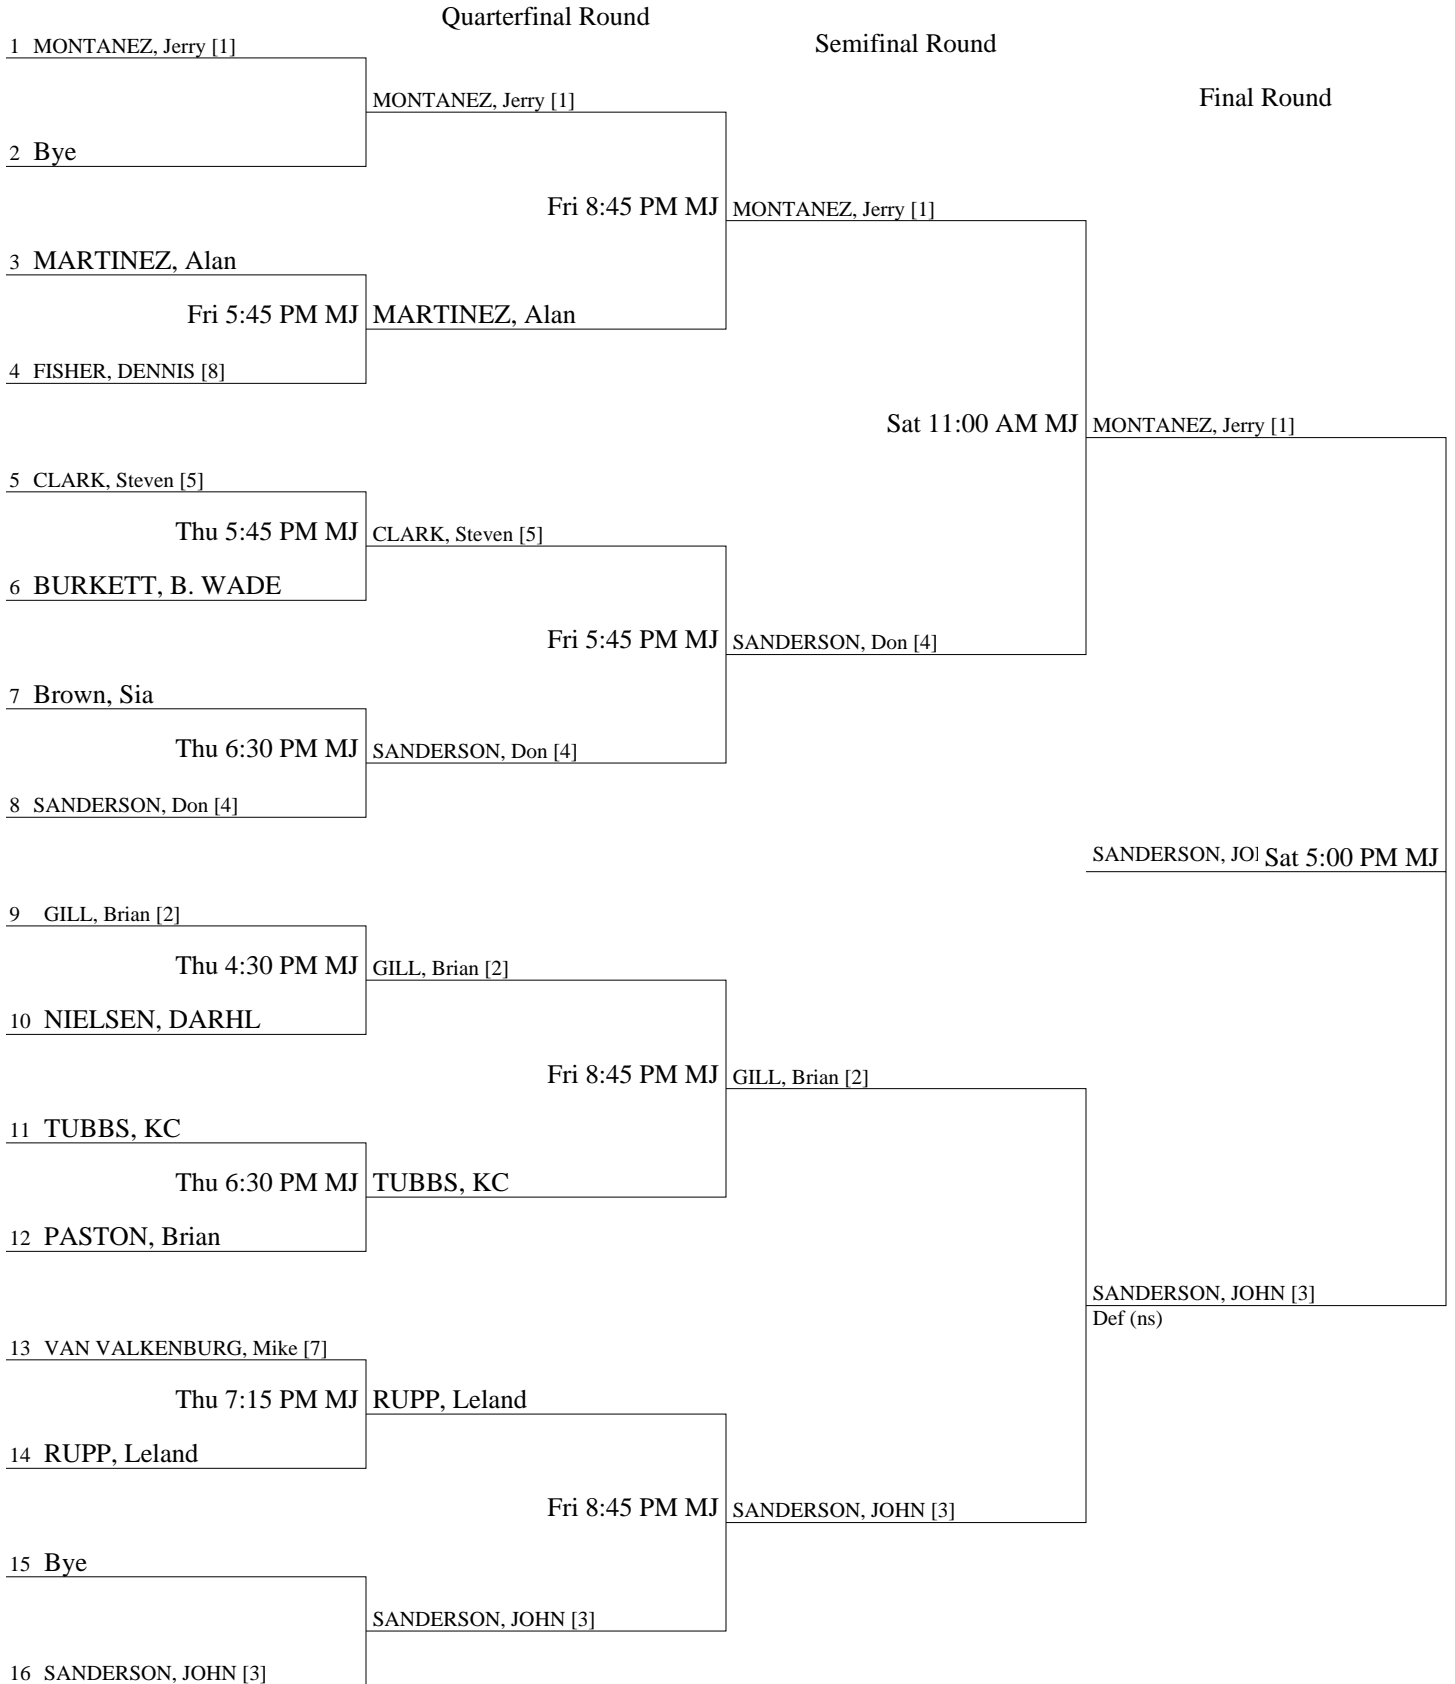 Quarterfinal Round
Semifinal Round
Final Round
1 MONTANEZ, Jerry [1]
MONTANEZ, Jerry [1]
2 Bye
Fri 8:45 PM MJ
MONTANEZ, Jerry [1]
3 MARTINEZ, Alan
Fri 5:45 PM MJ
MARTINEZ, Alan
4 FISHER, DENNIS [8]
Sat 11:00 AM MJ
MONTANEZ, Jerry [1]
5 CLARK, Steven [5]
Thu 5:45 PM MJ
CLARK, Steven [5]
6 BURKETT, B. WADE
Fri 5:45 PM MJ
SANDERSON, Don [4]
7 Brown, Sia
Thu 6:30 PM MJ
SANDERSON, Don [4]
8 SANDERSON, Don [4]
SANDERSON, JO
Sat 5:00 PM MJ
9 GILL, Brian [2]
Thu 4:30 PM MJ
GILL, Brian [2]
10 NIELSEN, DARHL
Fri 8:45 PM MJ
GILL, Brian [2]
11 TUBBS, KC
Thu 6:30 PM MJ
TUBBS, KC
12 PASTON, Brian
SANDERSON, JOHN [3]
Def (ns)
13 VAN VALKENBURG, Mike [7]
Thu 7:15 PM MJ
RUPP, Leland
14 RUPP, Leland
Fri 8:45 PM MJ
SANDERSON, JOHN [3]
15 Bye
SANDERSON, JOHN [3]
16 SANDERSON, JOHN [3]